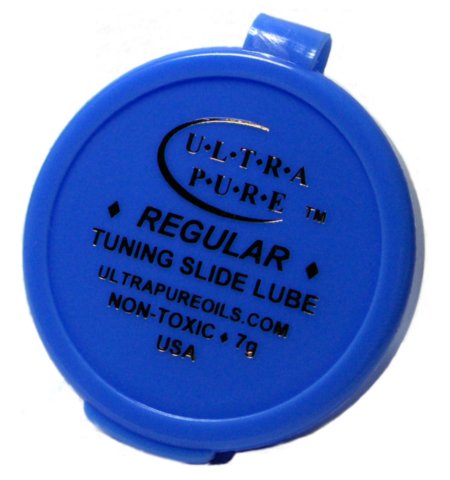 U·L·T·R·A
P·U·R·E ™
♦ REGULAR ♦
TUNING SLIDE LUBE
ULTRAPUREOILS.COM
NON-TOXIC ♦ 7g
USA